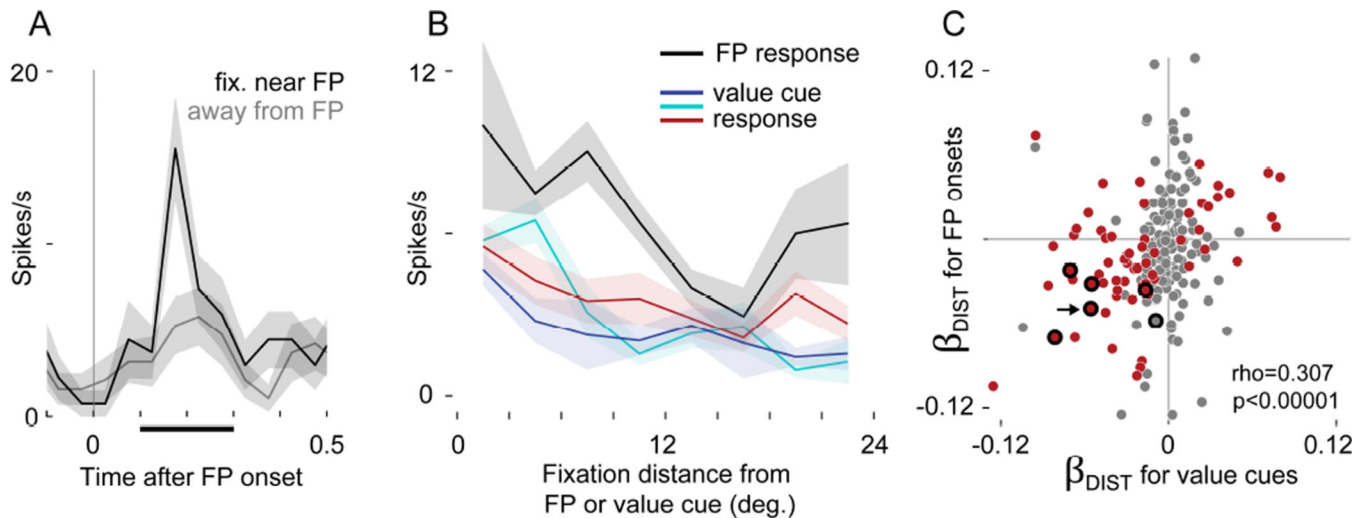 A
20
fix. near FP
away from FP
Spikes/s
0
0
0.5
Time after FP onset
B
12
FP response
value cue
response
Spikes/s
0
0
12
24
Fixation distance from
FP or value cue (deg.)
C
0.12
βDIST for FP onsets
rho=0.307
p<0.00001
-0.12
-0.12
0
0.12
βDIST for value cues